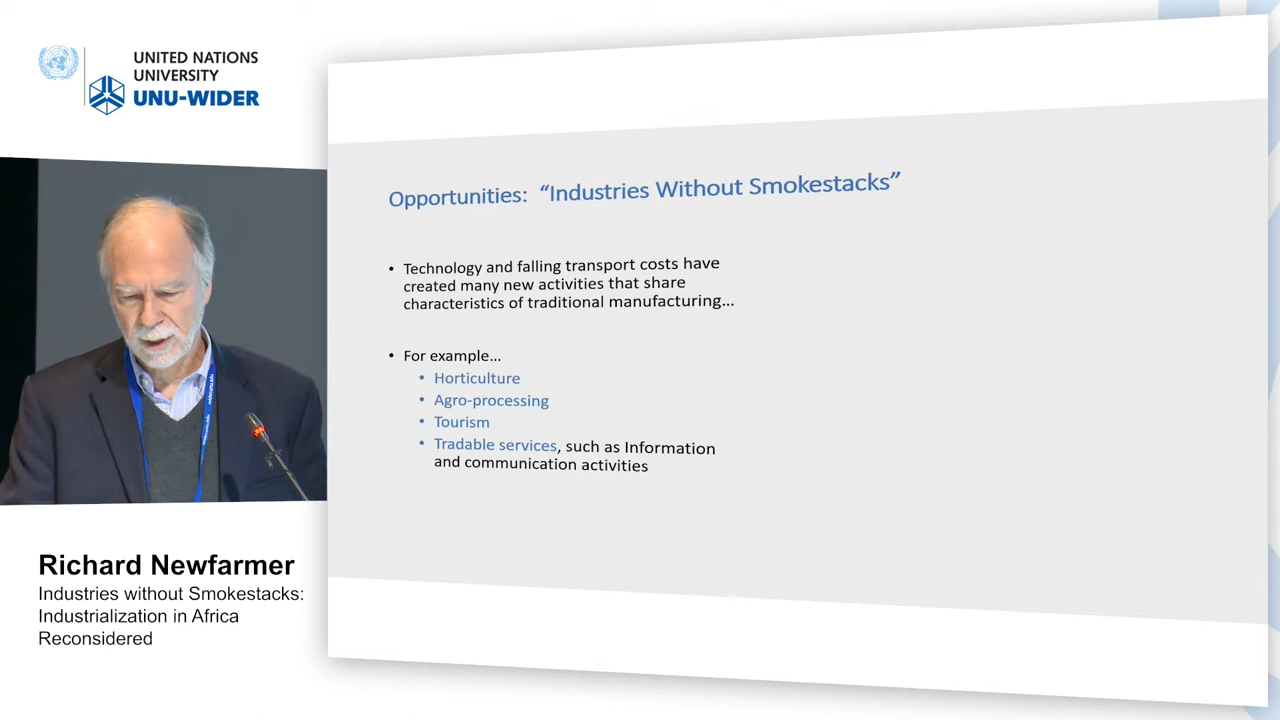 UNITED NATIONS
UNIVERSITY
UNU-WIDER
Opportunities: “Industries Without Smokestacks”
• Technology and falling transport costs have
created many new activities that share
characteristics of traditional manufacturing...
• For example...
• Horticulture
• Agro-processing
• Tourism
• Tradable services, such as Information
and communication activities
Richard Newfarmer
Industries without Smokestacks:
Industrialization in Africa
Reconsidered